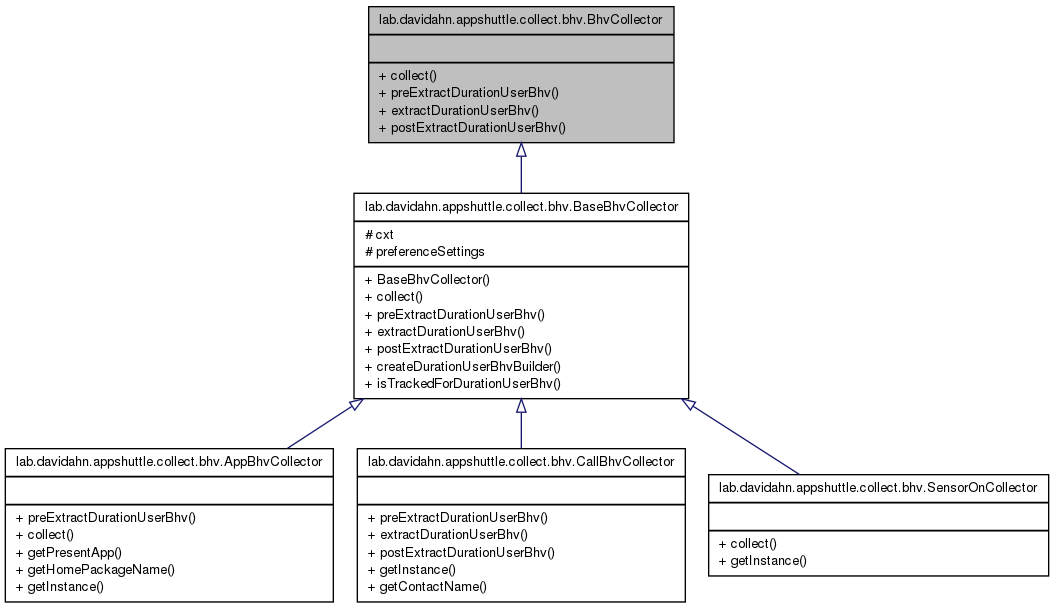 lab.davidahn.appshuttle.collect.bhv.BhvCollector
+ collect()
+ preExtractDurationUserBhv()
+ extractDurationUserBhv()
+ postExtractDurationUserBhv()
lab.davidahn.appshuttle.collect.bhv.BaseBhvCollector
# cxt
# preferenceSettings
+ BaseBhvCollector()
+ collect()
+ preExtractDurationUserBhv()
+ extractDurationUserBhv()
+ postExtractDurationUserBhv()
+ createDurationUserBhvBuilder()
+ isTrackedForDurationUserBhv()
lab.davidahn.appshuttle.collect.bhv.AppBhvCollector
+ preExtractDurationUserBhv()
+ collect()
+ getPresentApp()
+ getHomePackageName()
+ getInstance()
lab.davidahn.appshuttle.collect.bhv.CallBhvCollector
+ preExtractDurationUserBhv()
+ extractDurationUserBhv()
+ postExtractDurationUserBhv()
+ getInstance()
+ getContactName()
lab.davidahn.appshuttle.collect.bhv.SensorOnCollector
+ collect()
+ getInstance()